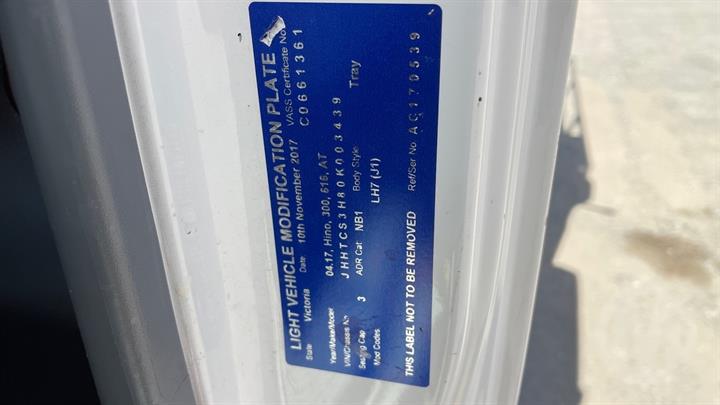 LIGHT VEHICLE MODIFICATION PLATE
State Victoria Date: 10th November 2017 VASS Certificate No
C0661361
Year/Make/Model 04.17, Hino, 300, 616, AT
VIN/Chassis No JHHTCS3H80K003439
Seating Cap 3 ADR Cat: NB1 Body Style Tray
Mod Codes LH7 (J1)
THIS LABEL NOT TO BE REMOVED Ref/Ser No AC170539